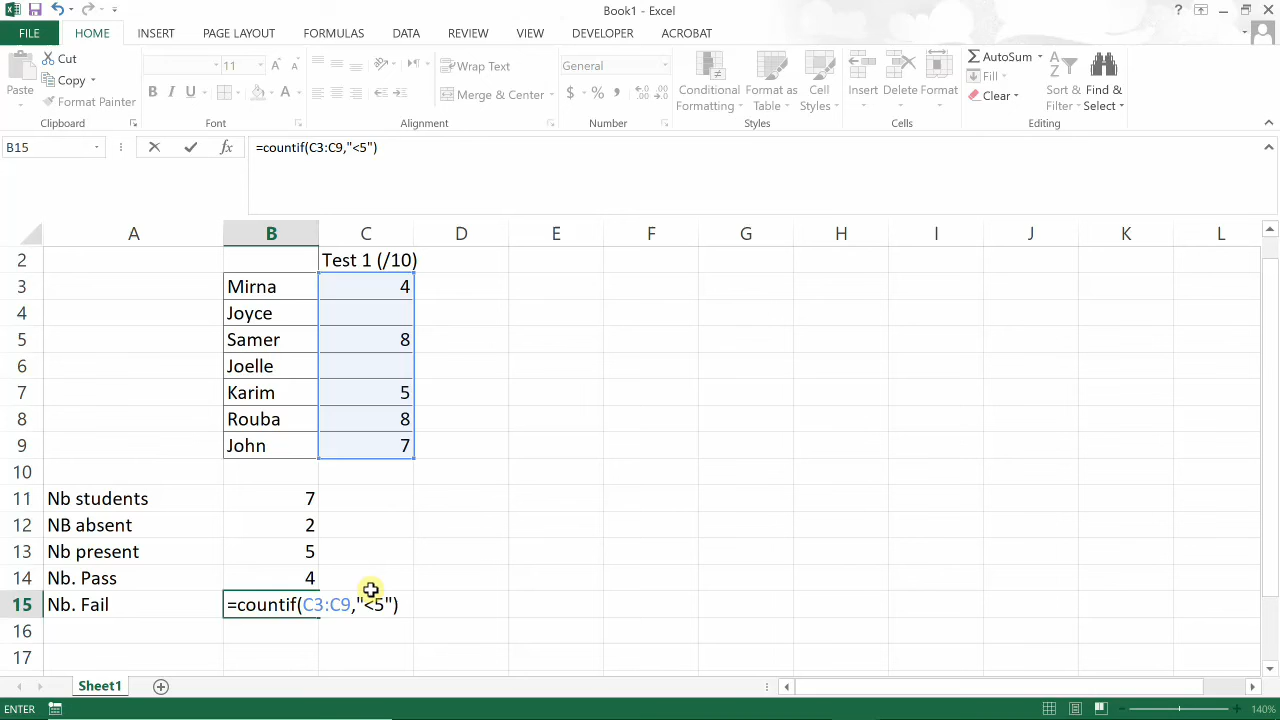 Book1 - Excel
?
FILE HOME INSERT PAGE LAYOUT FORMULAS DATA REVIEW VIEW DEVELOPER ACROBAT
Paste
Cut
Copy
Format Painter
Clipboard
11
A A
B I U A
Font
Wrap Text
Merge & Center
Alignment
General
$ % ,
Number
Conditional Formatting
Format as Table
Cell Styles
Styles
Insert
Delete
Format
Cells
AutoSum
Fill
Clear
Sort & Filter
Find & Select
Editing
B15 fx =countif(C3:C9,"<5")
A B C D E F G H I J K L
2 Test 1 (/10)
3 Mirna 4
4 Joyce
5 Samer 8
6 Joelle
7 Karim 5
8 Rouba 8
9 John 7
10
11 Nb students 7
12 NB absent 2
13 Nb present 5
14 Nb. Pass 4
15 Nb. Fail =countif(C3:C9,"<5")
16
17
Sheet1
ENTER 140%